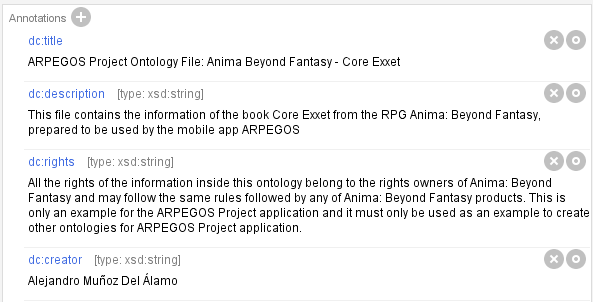 Annotations
dc:title
ARPEGOS Project Ontology File: Anima Beyond Fantasy - Core Exxet
dc:description [type: xsd:string]
This file contains the information of the book Core Exxet from the RPG Anima: Beyond Fantasy,
prepared to be used by the mobile app ARPEGOS
dc:rights [type: xsd:string]
All the rights of the information inside this ontology belong to the rights owners of Anima: Beyond
Fantasy and may follow the same rules followed by any of Anima: Beyond Fantasy products. This is
only an example for the ARPEGOS Project application and it must only be used as an example to create
other ontologies for ARPEGOS Project application.
dc:creator [type: xsd:string]
Alejandro Muñoz Del Álamo